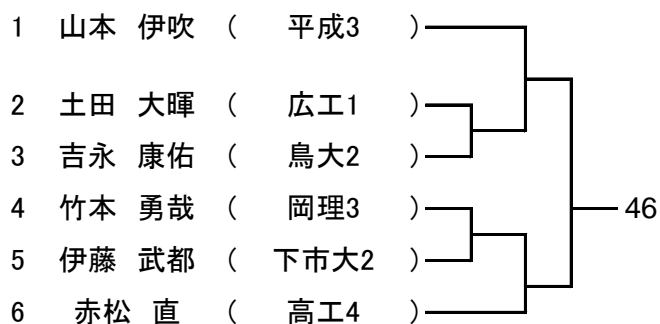 1 山本 伊吹 ( 平成3 )
2 土田 大暉 ( 広工1 )
3 吉永 康佑 ( 鳥大2 )
4 竹本 勇哉 ( 岡理3 )
46
5 伊藤 武都 ( 下市大2 )
6 赤松 直 ( 高工4 )